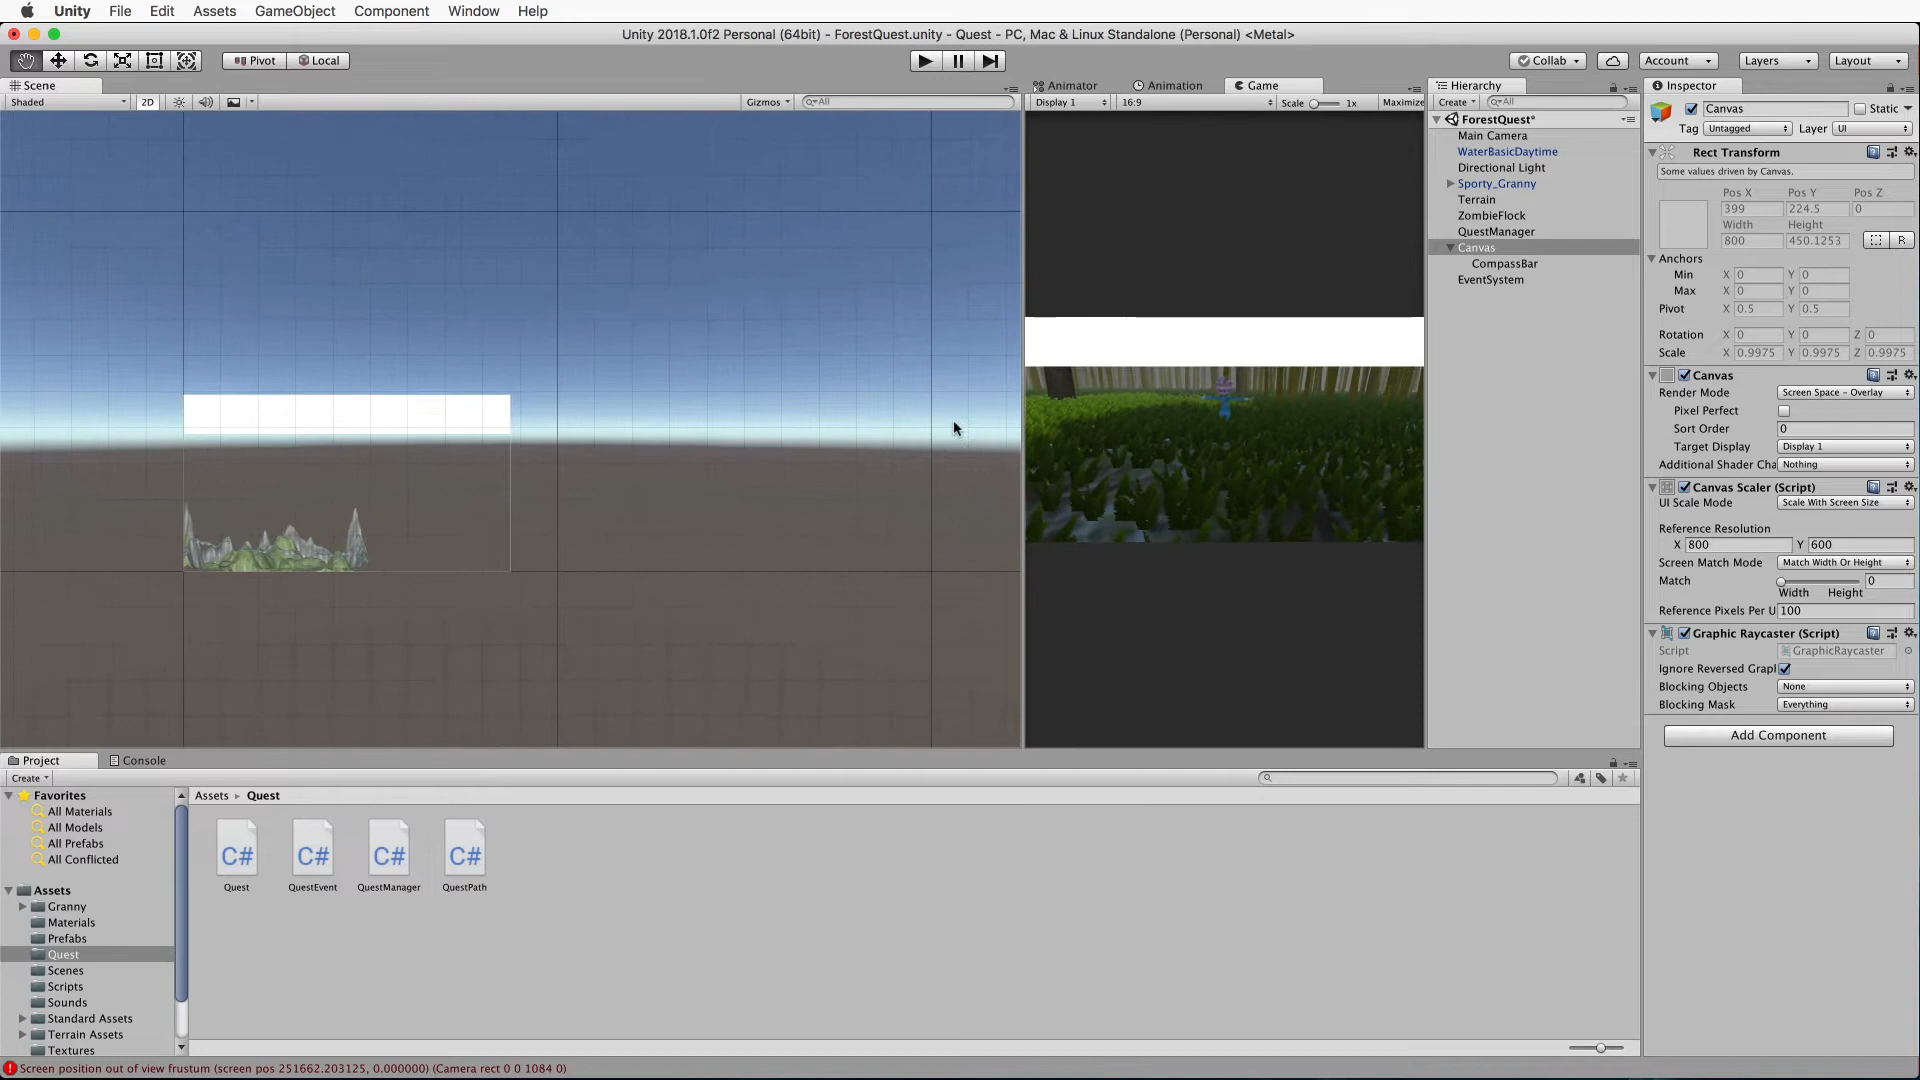 Unity File Edit Assets GameObject Component Window Help
Unity 2018.1.0f2 Personal (64bit) - ForestQuest.unity - Quest - PC, Mac & Linux Standalone (Personal) <Metal>
Pivot Local Collab Account Layers Layout
Scene
Shaded 2D Gizmos All
Animator Animation Game
Display 1 16:9 Scale 1x Maximize
Hierarchy
Create All
ForestQuest*
Main Camera
WaterBasicDaytime
Directional Light
Sporty_Granny
Terrain
ZombieFlock
QuestManager
Canvas
CompassBar
EventSystem
Inspector
Canvas Static
Tag Untagged Layer UI
Rect Transform
Some values driven by Canvas.
Pos X Pos Y Pos Z
399 224.5 0
Width Height
800 450.1253 R
Anchors
Min X 0 Y 0
Max X 0 Y 0
Pivot X 0.5 Y 0.5
Rotation X 0 Y 0 Z 0
Scale X 0.9975 Y 0.9975 Z 0.9975
Canvas
Render Mode Screen Space - Overlay
Pixel Perfect
Sort Order 0
Target Display Display 1
Additional Shader Cha Nothing
Canvas Scaler (Script)
UI Scale Mode Scale With Screen Size
Reference Resolution
X 800 Y 600
Screen Match Mode Match Width Or Height
Match 0
Width Height
Reference Pixels Per U 100
Graphic Raycaster (Script)
Script GraphicRaycaster
Ignore Reversed Grapl
Blocking Objects None
Blocking Mask Everything
Add Component
Project Console
Create
Favorites
All Materials
All Models
All Prefabs
All Conflicted
Assets
Granny
Materials
Prefabs
Quest
Scenes
Scripts
Sounds
Standard Assets
Terrain Assets
Textures
Assets Quest
C# C# C# C#
Quest QuestEvent QuestManager QuestPath
Screen position out of view frustum (screen pos 251662.203125, 0.000000) (Camera rect 0 0 1084 0)